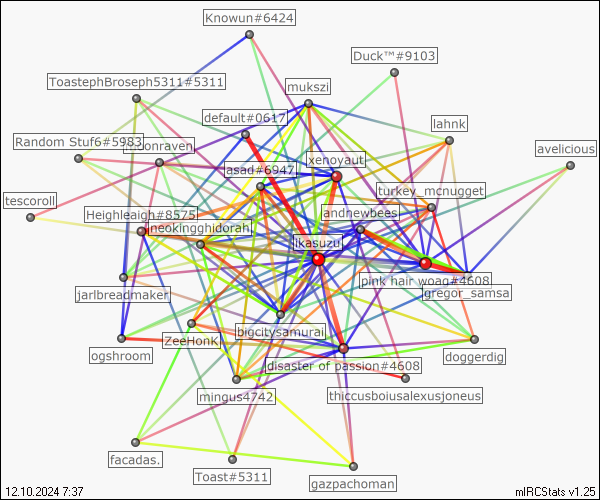 Knowun#6424
Duck™#9103
ToastephBroseph5311#5311
mukszi
default#0617
lahnk
Random Stuf6#5983
onraven.
avelicious
xenoyaut
asad#6947
turkey_mcnugget
tescoroll
Heighleaigh#8575
andnewbees
neokingghidorah.
ikasuzu
pink hair woag#4608
jarlbreadmaker
gregor_samsa
bigcitysamurai
ogshroom
ZeeHonK
doggerdig
disaster of passion#4608
mingus4742
thiccusboiusalexusjoneus
facadas.
Toast#5311
gazpachoman
12.10.2024 7:37
mIRCStats v1.25